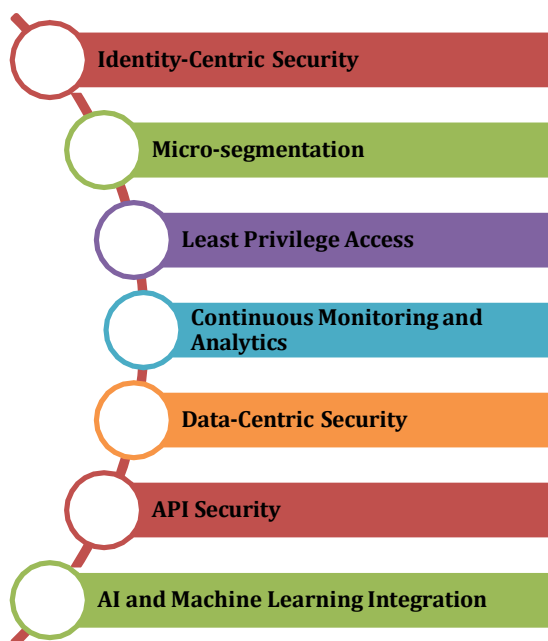 Identity-Centric Security
Micro-segmentation
Least Privilege Access
Continuous Monitoring and
Analytics
Data-Centric Security
API Security
AI and Machine Learning Integration